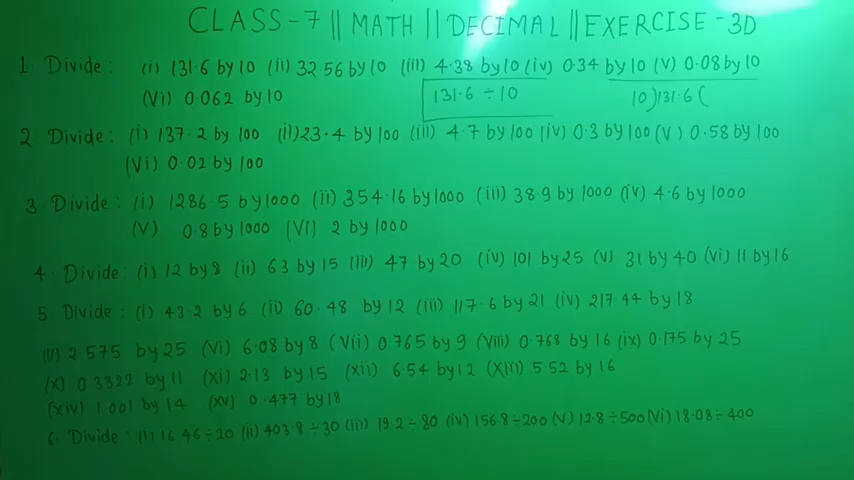 CLASS-7 || MATH || DECIMAL || EXERCISE-3D
1 Divide: (i) 131.6 by 10 (ii) 32.56 by 10 (iii) 4.38 by 10 (iv) 0.34 by 10 (v) 0.08 by 10
(vi) 0.062 by 10
131.6 ÷ 10
10)131.6(
2 Divide: (i) 137.2 by 100 (ii) 23.4 by 100 (iii) 4.7 by 100 (iv) 0.3 by 100 (v) 0.58 by 100
(vi) 0.02 by 100
3 Divide: (i) 1286.5 by 1000 (ii) 354.16 by 1000 (iii) 38.9 by 1000 (iv) 4.6 by 1000
(v) 0.8 by 1000 (vi) 2 by 1000
4. Divide: (i) 12 by 8 (ii) 63 by 15 (iii) 47 by 20 (iv) 101 by 25 (v) 31 by 40 (vi) 11 by 16
5. Divide: (i) 43.2 by 6 (ii) 60.48 by 12 (iii) 117.6 by 21 (iv) 217.44 by 18
(v) 2.575 by 25 (vi) 6.08 by 8 (vii) 0.765 by 9 (viii) 0.768 by 16 (ix) 0.175 by 25
(x) 0.3322 by 11 (xi) 2.13 by 15 (xii) 6.54 by 12 (xiii) 5.52 by 16
(xiv) 1.001 by 14 (xv) 0.477 by 18
6. Divide: (i) 16.46÷20 (ii) 403.8÷30 (iii) 19.2÷80 (iv) 156.8÷200 (v) 12.8÷500 (vi) 18.08÷400